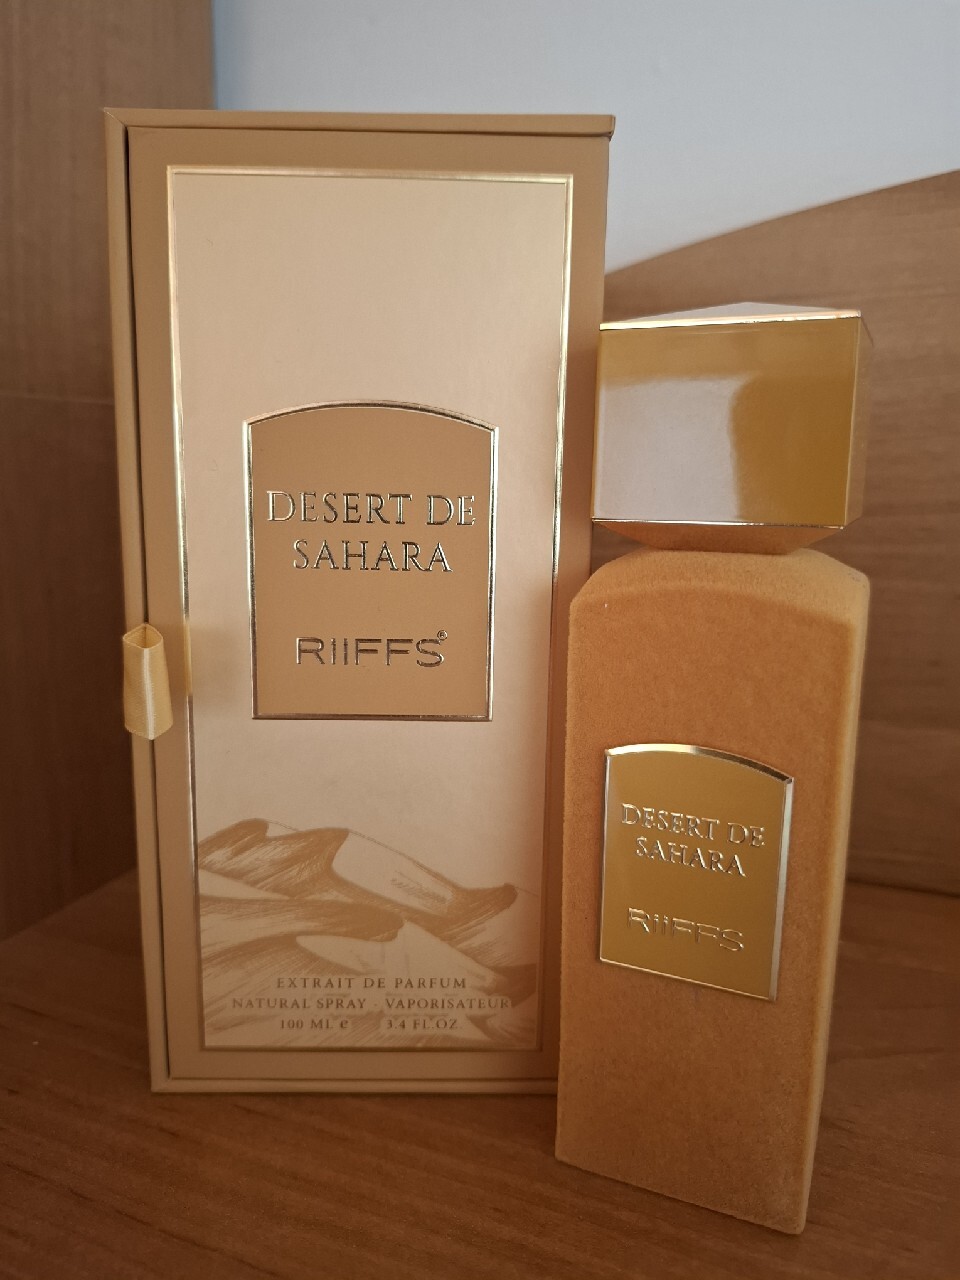 DESERT DE
SAHARA
RiiFFS®
EXTRAIT DE PARFUM
NATURAL SPRAY · VAPORISATEUR
100 ML e 3.4 FL.OZ.
DESERT DE
SAHARA
RiiFFS